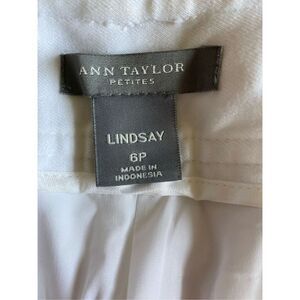 ANN TAYLOR
PETITES
LINDSAY
6P
MADE IN
INDONESIA